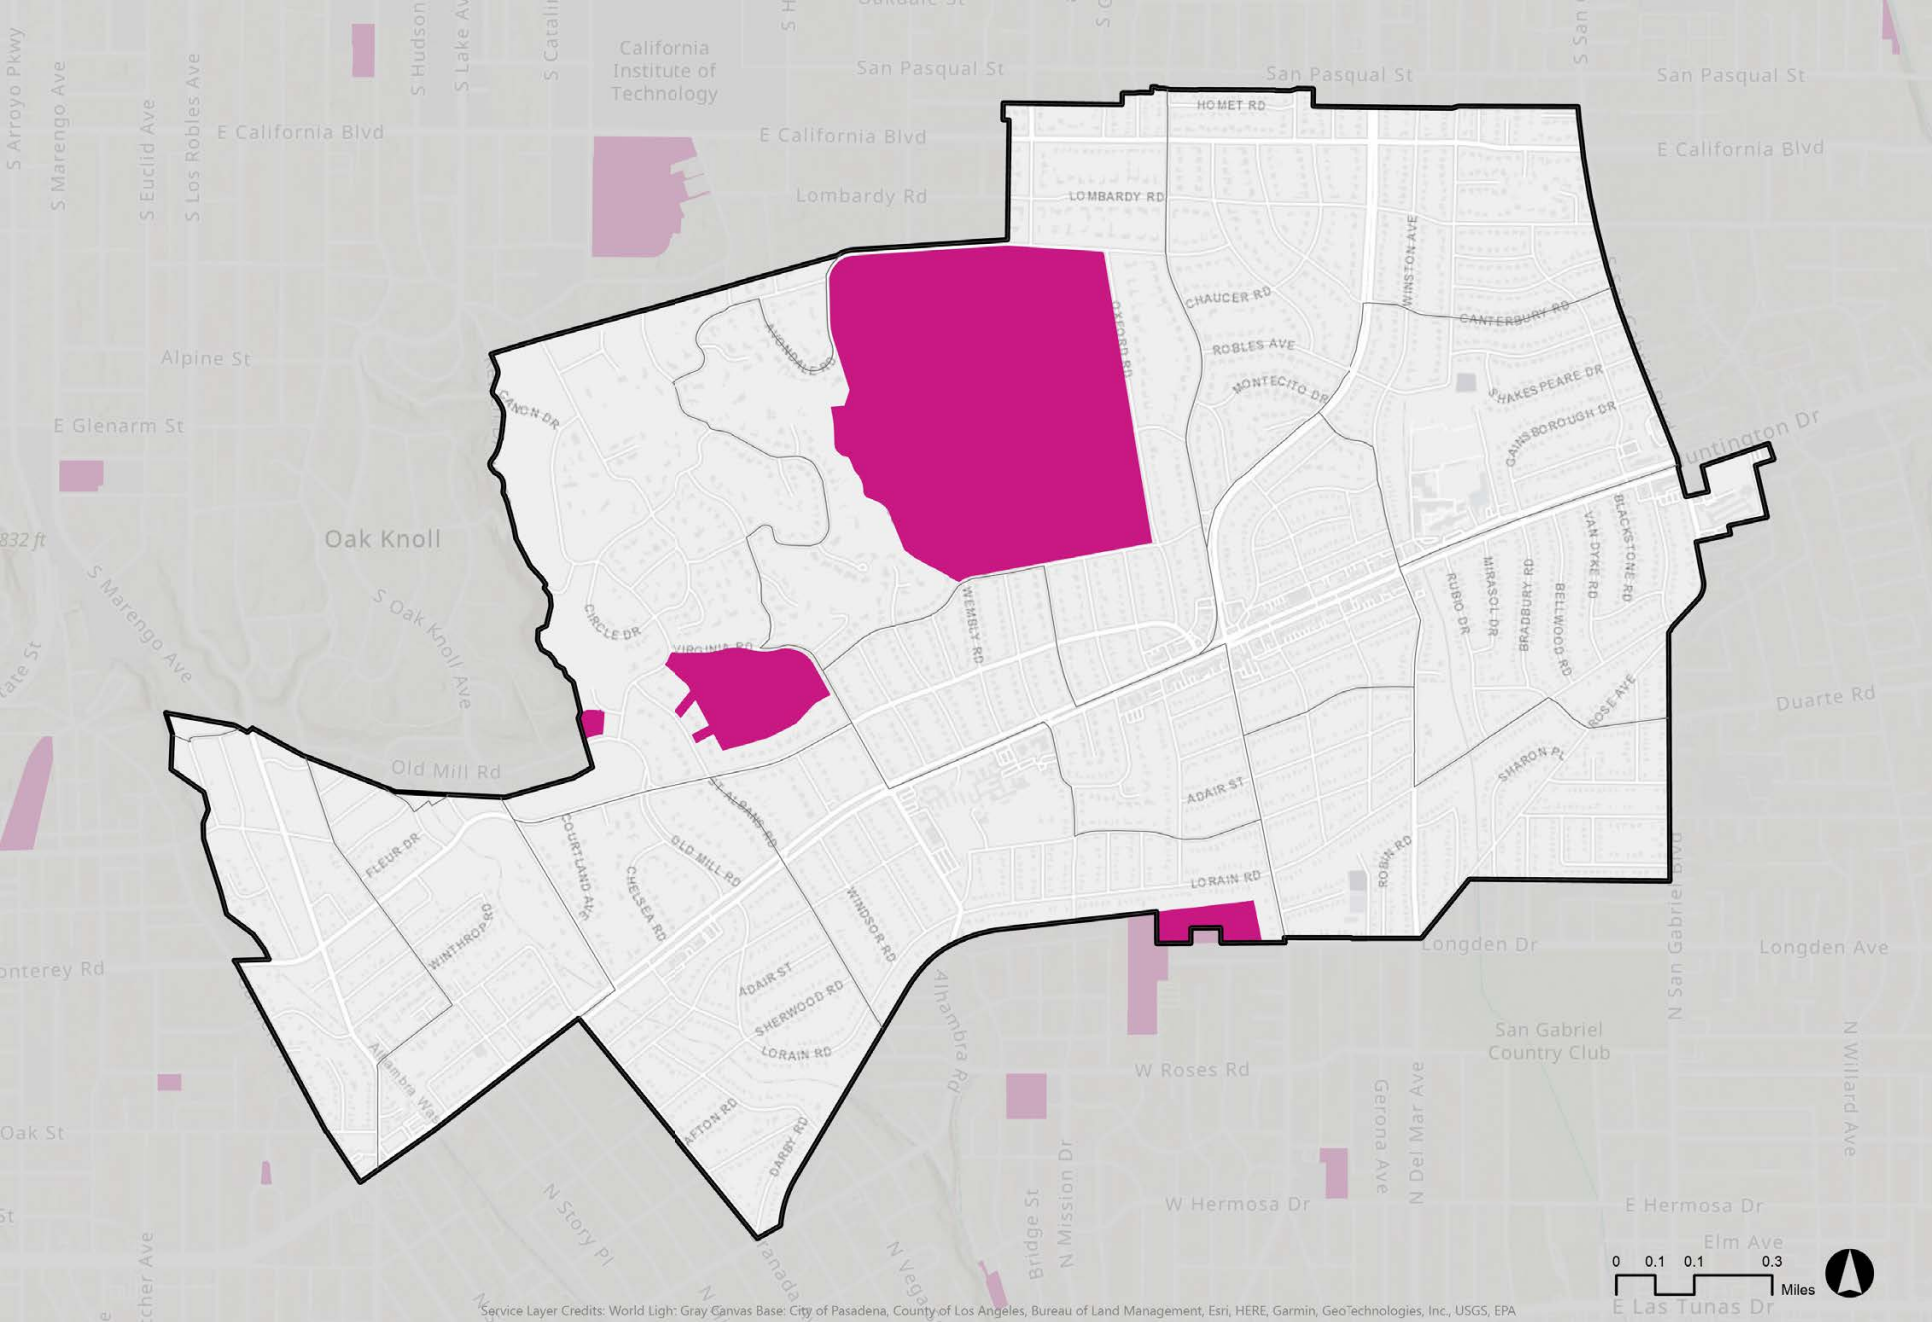 S Arroyo S Pkwy
S Marengo Ave
S Euclid Ave
S Los Robles Ave
S Hudson
S Lake Av
California
Institute of
Technology
San Pasqual St
San Pasqual St
San Pasqual St
E California Blvd
E California Blvd
E California Blvd
Lombardy Rd
HOMET RD
LOMBARDY RD
WINSTON AVE
CHAUCER RD
CANTERBURY RD
OXFORD RD
ROBLES AVE
MONTECITO DR
SHAKESPEARE DR
GAINSBOROUGH DR
AVONDALE RD
Alpine St
CANON DR
E Glenarm St
Huntington Dr
832 ft
Oak Knoll
S Marengo Ave
S Oak Knoll Ave
CIRCLE DR
VIRGINIA RD
WEMBLY RD
RUBIO DR
MIRASOL DR
BRADBURY RD
BELLWOOD RD
VAN DYKE RD
BLACKSTONE RD
ROSE AVE
Duarte Rd
Old Mill Rd
SHARON PL
ADAIR ST
ST ALBANS RD
OLD MILL RD
COURTLAND AVE
CHELSEA RD
FLEUR DR
WINTHROP RD
WINDSOR RD
LORAIN RD
ROBIN RD
Longden Dr
Longden Ave
N San Gabriel Blvd
onterey Rd
ADAIR ST
SHERWOOD RD
LORAIN RD
Alhambra Rd
San Gabriel
Country Club
N Willard Ave
Alhambra Wa
W Roses Rd
Gerona Ave
N Del Mar Ave
Oak St
AFTON RD
DARBY RD
N Mission Dr
Bridge St
N Story Pl
W Hermosa Dr
E Hermosa Dr
Elm Ave
0 0.1 0.1 0.3
Miles
E Las Tunas Dr
Service Layer Credits: World Ligh: Gray Canvas Base: City of Pasadena, County of Los Angeles, Bureau of Land Management, Esri, HERE, Garmin, GeoTechnologies, Inc., USGS, EPA